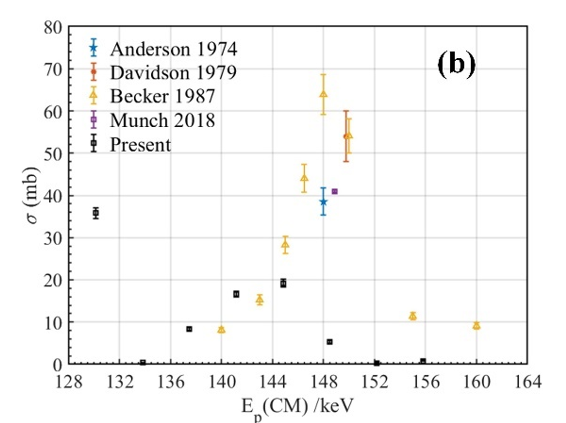 80
70
60
50
40
30
20
10
0
σ (mb)
Anderson 1974
Davidson 1979
Becker 1987
Munch 2018
Present
(b)
128 132 136 140 144 148 152 156 160 164
Ep(CM) /keV